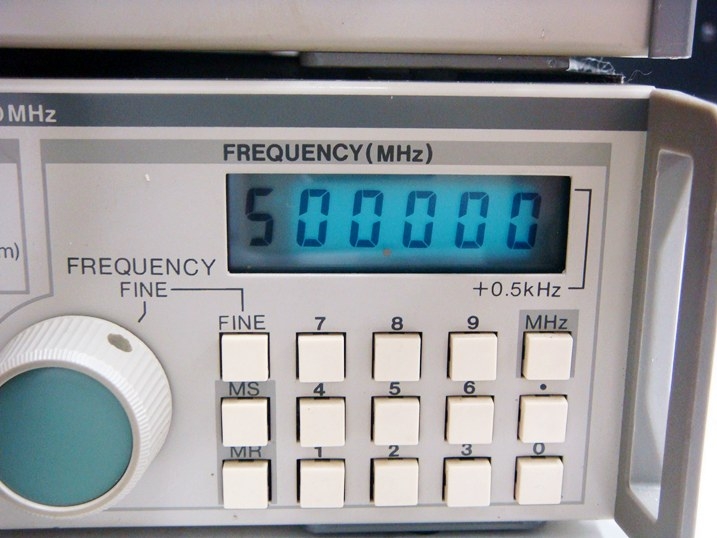 0MHz
FREQUENCY(MHz)
500000
m)
FREQUENCY
FINE
+0.5kHz
FINE 7 8 9 MHz
MS 4 5 6 •
MR 1 2 3 0